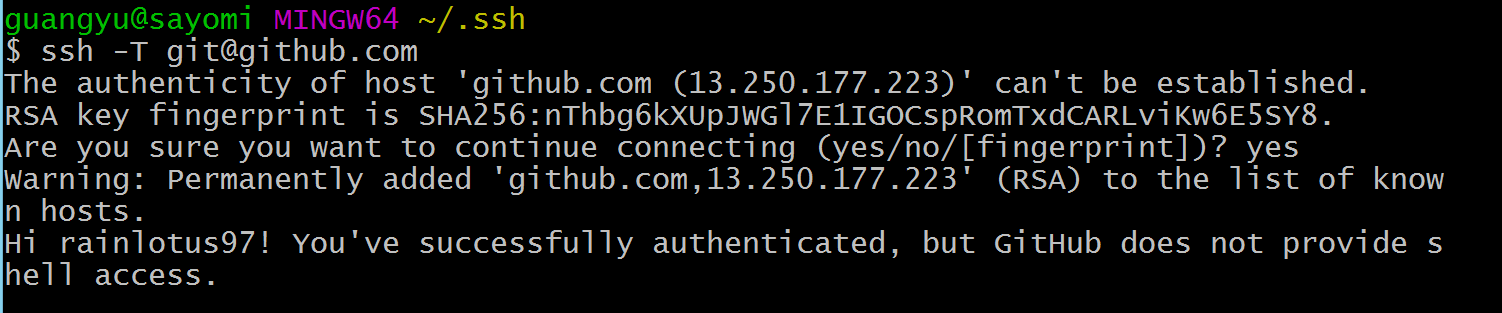 guangyu@sayomi MINGW64 ~/.ssh
$ ssh -T git@github.com
The authenticity of host 'github.com (13.250.177.223)' can't be established.
RSA key fingerprint is SHA256:nThbg6kXUpJWGl7E1IGOCspRomTxdCARLviKw6E5SY8.
Are you sure you want to continue connecting (yes/no/[fingerprint])? yes
Warning: Permanently added 'github.com,13.250.177.223' (RSA) to the list of know
n hosts.
Hi rainlotus97! You've successfully authenticated, but GitHub does not provide s
hell access.